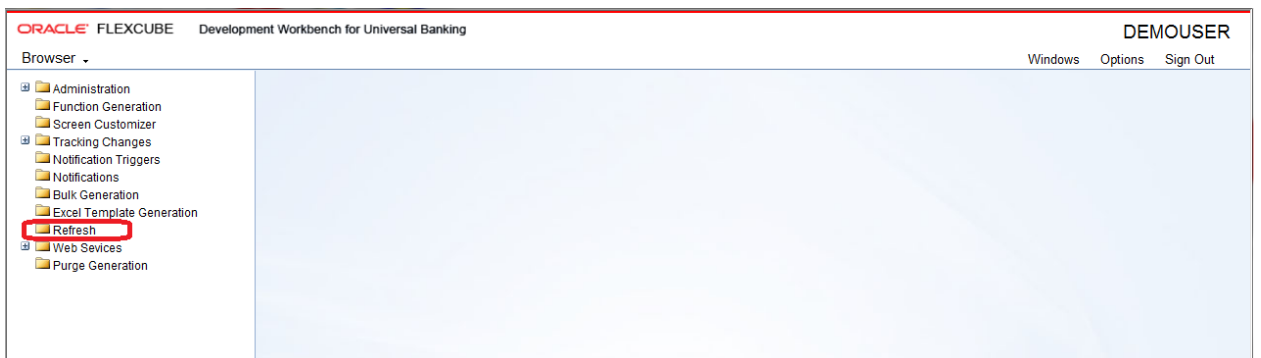 ORACLE® FLEXCUBE Development Workbench for Universal Banking DEMOUSER
Browser Windows Options Sign Out
Administration
Function Generation
Screen Customizer
Tracking Changes
Notification Triggers
Notifications
Bulk Generation
Excel Template Generation
Refresh
Web Sevices
Purge Generation